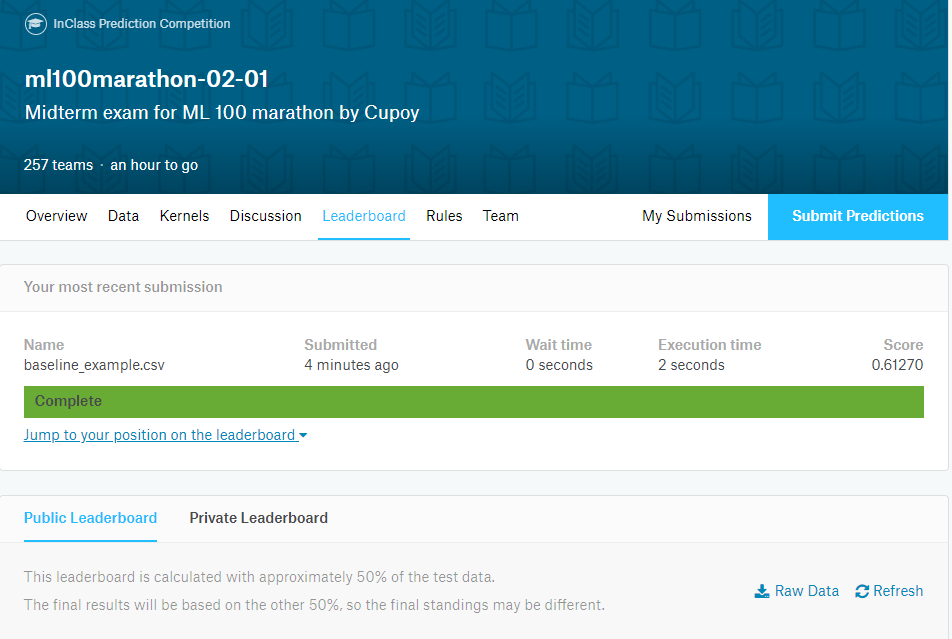 InClass Prediction Competition
ml100marathon-02-01
Midterm exam for ML 100 marathon by Cupoy
257 teams · an hour to go
Overview Data Kernels Discussion Leaderboard Rules Team My Submissions Submit Predictions
Your most recent submission
Name Submitted Wait time Execution time Score
baseline_example.csv 4 minutes ago 0 seconds 2 seconds 0.61270
Complete
Jump to your position on the leaderboard
Public Leaderboard Private Leaderboard
This leaderboard is calculated with approximately 50% of the test data.
The final results will be based on the other 50%, so the final standings may be different.
Raw Data Refresh